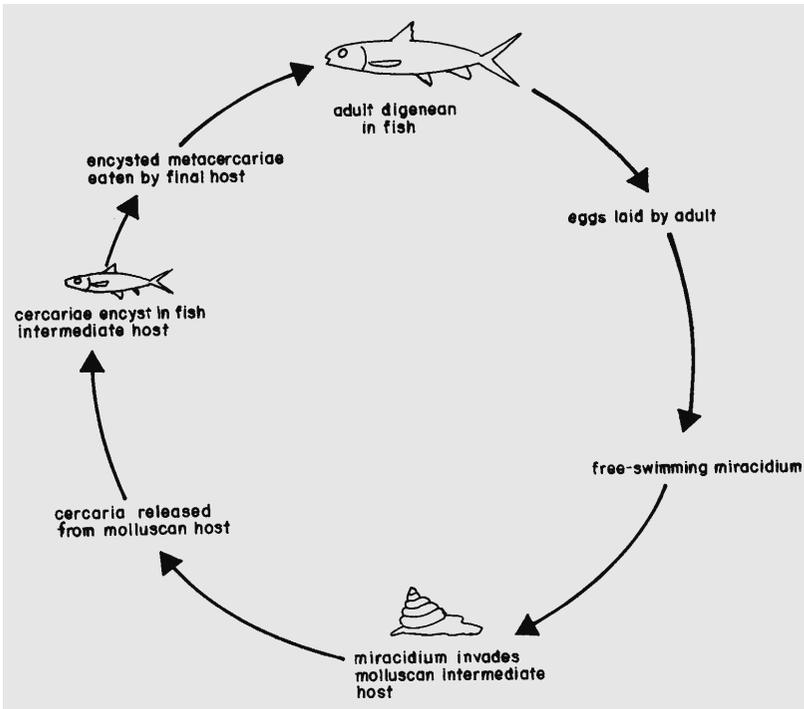 adult digenean
in fish
eggs laid by adult
free-swimming miracidium
miracidium invades
molluscan intermediate
host
cercaria released
from molluscan host
cercariae encyst in fish
intermediate host
encysted metacercariae
eaten by final host